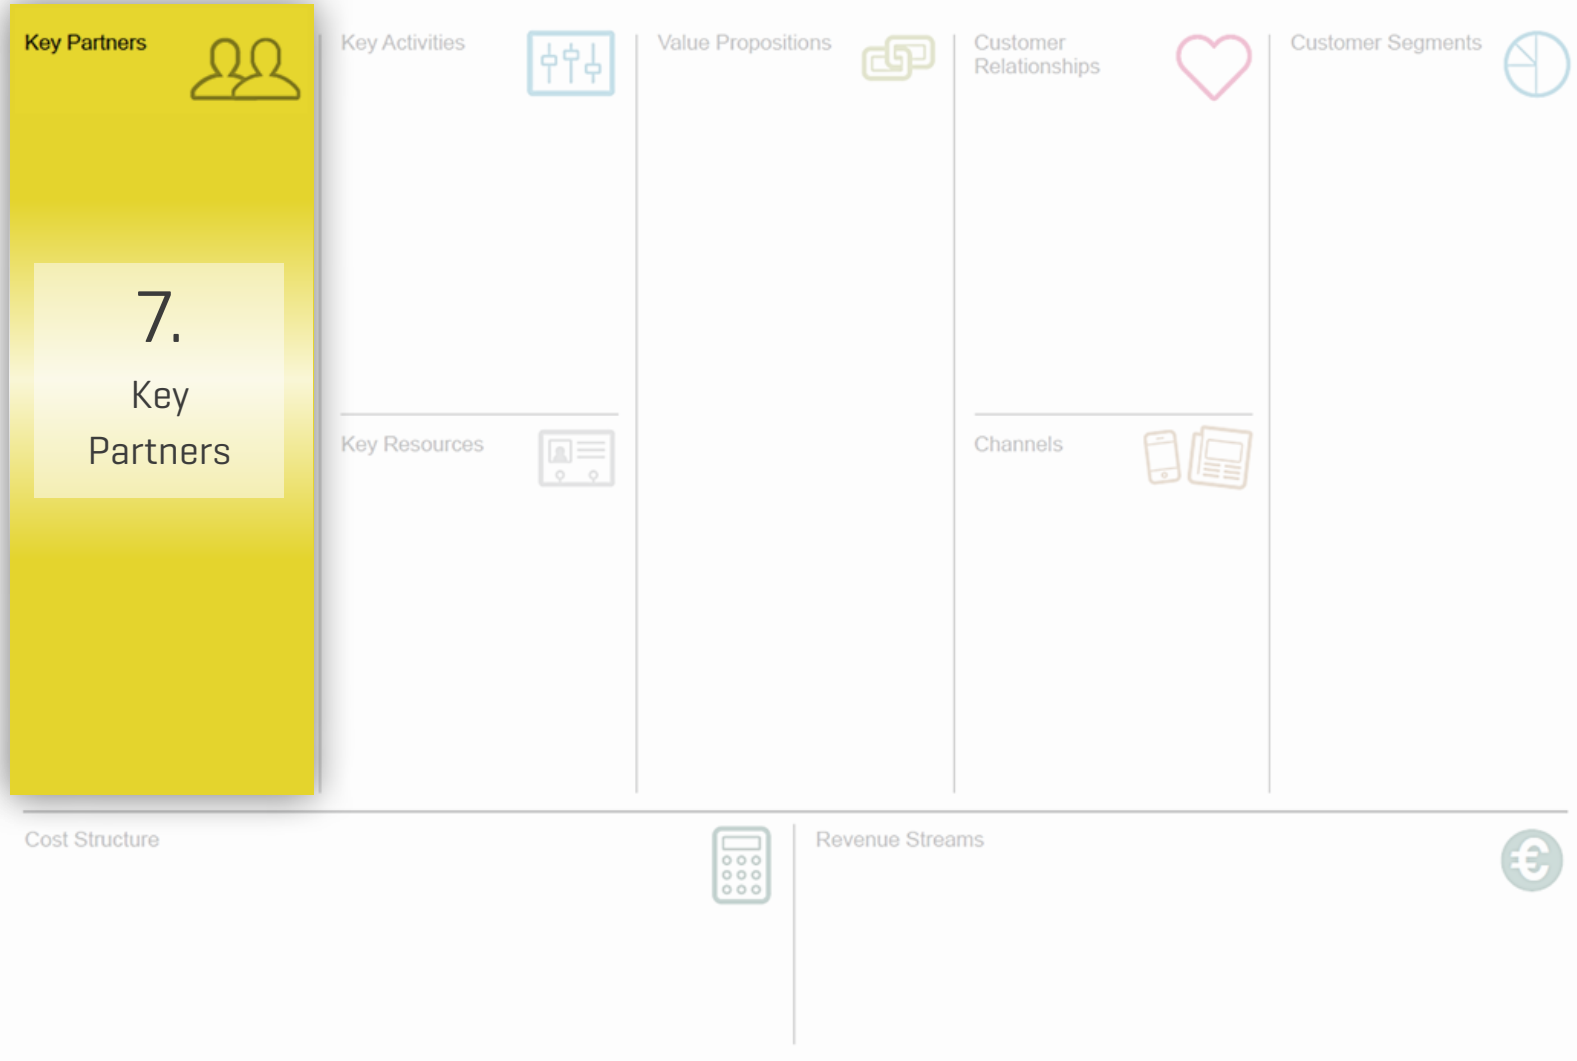 Key Partners
7.
Key
Partners
Key Activities
Key Resources
Value Propositions
Customer
Relationships
Channels
Customer Segments
Cost Structure
Revenue Streams
€